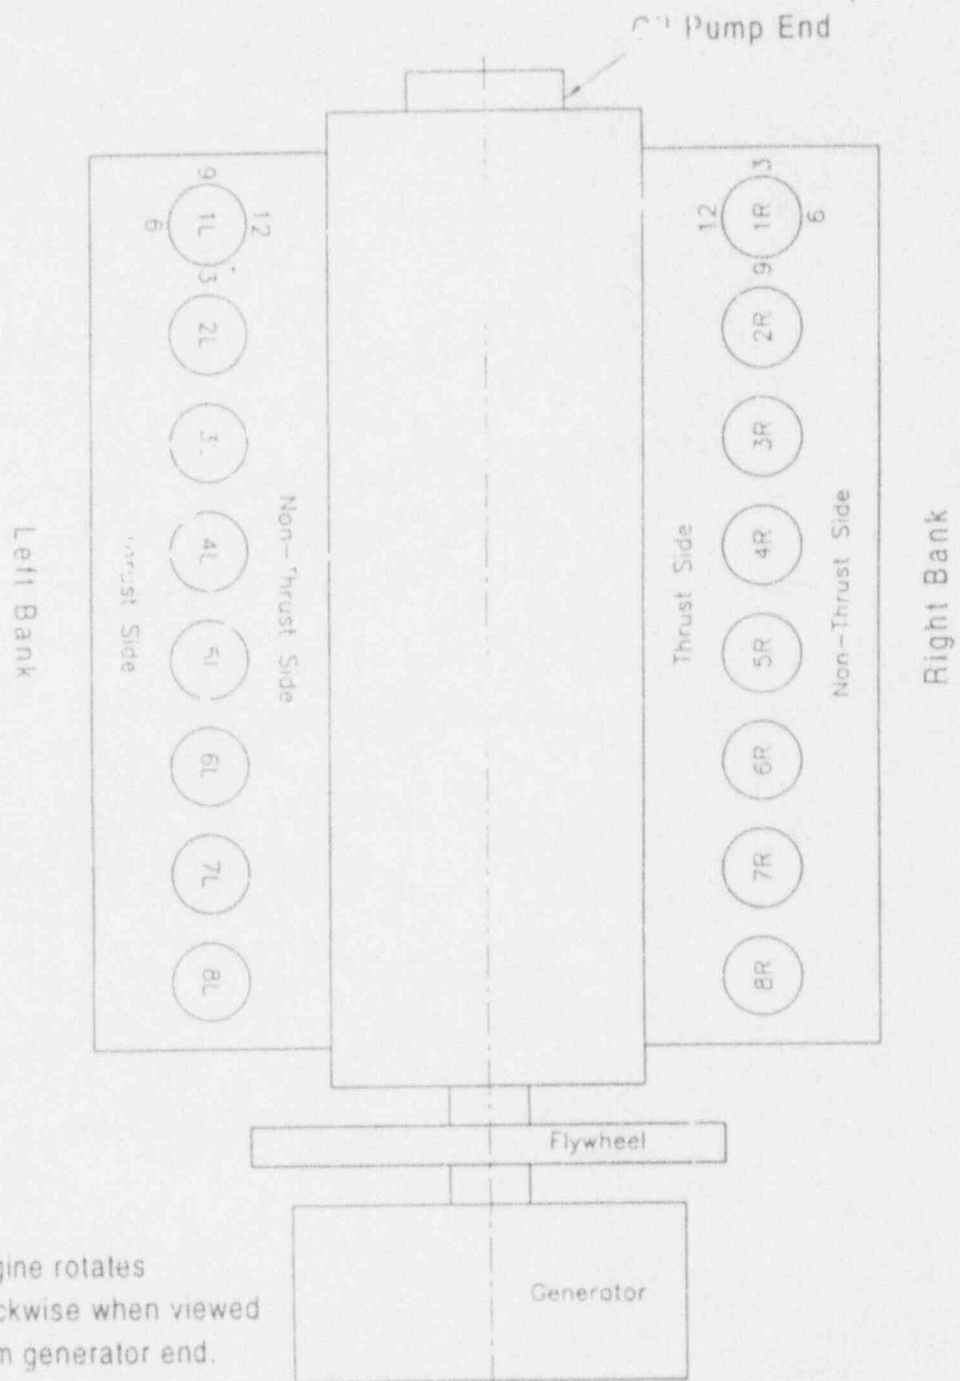 Pump End
9
1L
12
6
3
2L
3
4L
6L
7L
8L
Side
Non-Thrust Side
Left Bank
3
12
1R
6
9
2R
3R
4R
5R
6R
7R
8R
Thrust Side
Non-Thrust Side
Right Bank
Flywheel
Generator
rotates
when viewed
generator end.